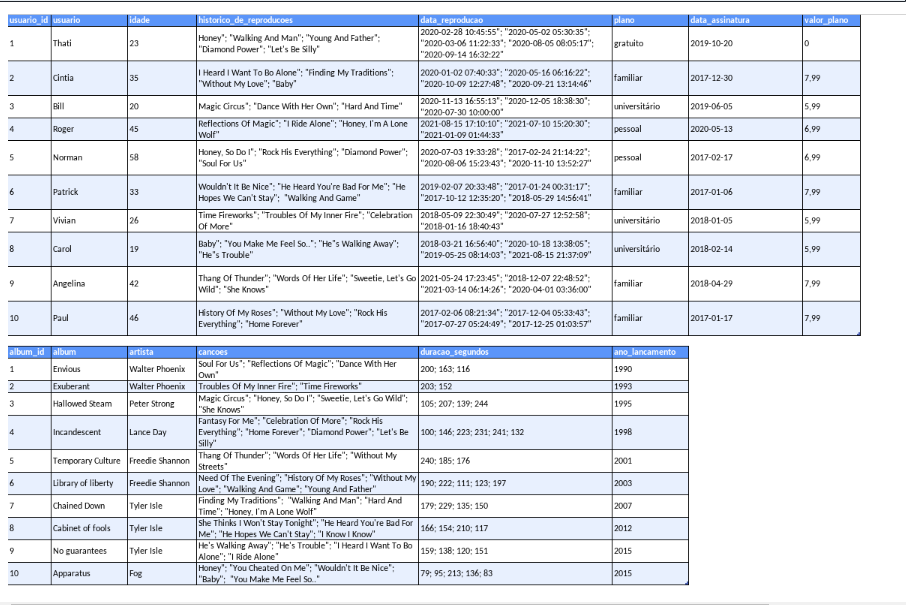 usuario_id usuario idade historico_de_reproducoes data_reproducao plano data_assinatura valor_plano
1 Thati 23 Honey"; "Walking And Man"; "Young And Father"; "Diamond Power"; "Let's Be Silly" 2020-02-28 10:45:55"; "2020-05-02 05:30:35"; "2020-03-06 11:22:33"; "2020-08-05 08:05:17"; "2020-09-14 16:32:22" gratuito 2019-10-20 0
2 Cintia 35 I Heard I Want To Bo Alone"; "Finding My Traditions"; "Without My Love"; "Baby" 2020-01-02 07:40:33"; "2020-05-16 06:16:22"; "2020-10-09 12:27:48"; "2020-09-21 13:14:46" familiar 2017-12-30 7,99
3 Bill 20 Magic Circus"; "Dance With Her Own"; "Hard And Time" 2020-11-13 16:55:13"; "2020-12-05 18:38:30"; "2020-07-30 10:00:00" universitário 2019-06-05 5,99
4 Roger 45 Reflections Of Magic"; "I Ride Alone"; "Honey, I'm A Lone Wolf" 2021-08-15 17:10:10"; "2021-07-10 15:20:30"; "2021-01-09 01:44:33" pessoal 2020-05-13 6,99
5 Norman 58 Honey, So Do I"; "Rock His Everything"; "Diamond Power"; "Soul For Us" 2020-07-03 19:33:28"; "2017-02-24 21:14:22"; "2020-08-06 15:23:43"; "2020-11-10 13:52:27" pessoal 2017-02-17 6,99
6 Patrick 33 Wouldn't It Be Nice"; "He Heard You're Bad For Me"; "He Hopes We Can't Stay"; "Walking And Game" 2019-02-07 20:33:48"; "2017-01-24 00:31:17"; "2017-10-12 12:35:20"; "2018-05-29 14:56:41" familiar 2017-01-06 7,99
7 Vivian 26 Time Fireworks"; "Troubles Of My Inner Fire"; "Celebration Of More" 2018-05-09 22:30:49"; "2020-07-27 12:52:58"; "2018-01-16 18:40:43" universitário 2018-01-05 5,99
8 Carol 19 Baby"; "You Make Me Feel So.."; "He"s Walking Away"; "He"s Trouble" 2018-03-21 16:56:40"; "2020-10-18 13:38:05"; "2019-05-25 08:14:03"; "2021-08-15 21:37:09" universitário 2018-02-14 5,99
9 Angelina 42 Thang Of Thunder"; "Words Of Her Life"; "Sweetie, Let's Go Wild"; "She Knows" 2021-05-24 17:23:45"; "2018-12-07 22:48:52"; "2021-03-14 06:14:26"; "2020-04-01 03:36:00" familiar 2018-04-29 7,99
10 Paul 46 History Of My Roses"; "Without My Love"; "Rock His Everything"; "Home Forever" 2017-02-06 08:21:34"; "2017-12-04 05:33:43"; "2017-07-27 05:24:49"; "2017-12-25 01:03:57" familiar 2017-01-17 7,99
album_id album artista cancoes duracao_segundos ano_lancamento
1 Envious Walter Phoenix Soul For Us"; "Reflections Of Magic"; "Dance With Her Own" 200; 163; 116 1990
2 Exuberant Walter Phoenix Troubles Of My Inner Fire"; "Time Fireworks" 203; 152 1993
3 Hallowed Steam Peter Strong Magic Circus"; "Honey, So Do I"; "Sweetie, Let's Go Wild"; "She Knows" 105; 207; 139; 244 1995
4 Incandescent Lance Day Fantasy For Me"; "Celebration Of More"; "Rock His Everything"; "Home Forever"; "Diamond Power"; "Let's Be Silly" 100; 146; 223; 231; 241; 132 1998
5 Temporary Culture Freedie Shannon Thang Of Thunder"; "Words Of Her Life"; "Without My Streets" 240; 185; 176 2001
6 Library of liberty Freedie Shannon Need Of The Evening"; "History Of My Roses"; "Without My Love"; "Walking And Game"; "Young And Father" 190; 222; 111; 123; 197 2003
7 Chained Down Tyler Isle Finding My Traditions"; "Walking And Man"; "Hard And Time"; "Honey, I'm A Lone Wolf" 179; 229; 135; 150 2007
8 Cabinet of fools Tyler Isle She Thinks I Won't Stay Tonight"; "He Heard You're Bad For Me"; "He Hopes We Can't Stay"; "I Know I Know" 166; 154; 210; 117 2012
9 No guarantees Tyler Isle He's Walking Away"; "He's Trouble"; "I Heard I Want To Bo Alone"; "I Ride Alone" 159; 138; 120; 151 2015
10 Apparatus Fog Honey"; "You Cheated On Me"; "Wouldn't It Be Nice"; "Baby"; "You Make Me Feel So.." 79; 95; 213; 136; 83 2015